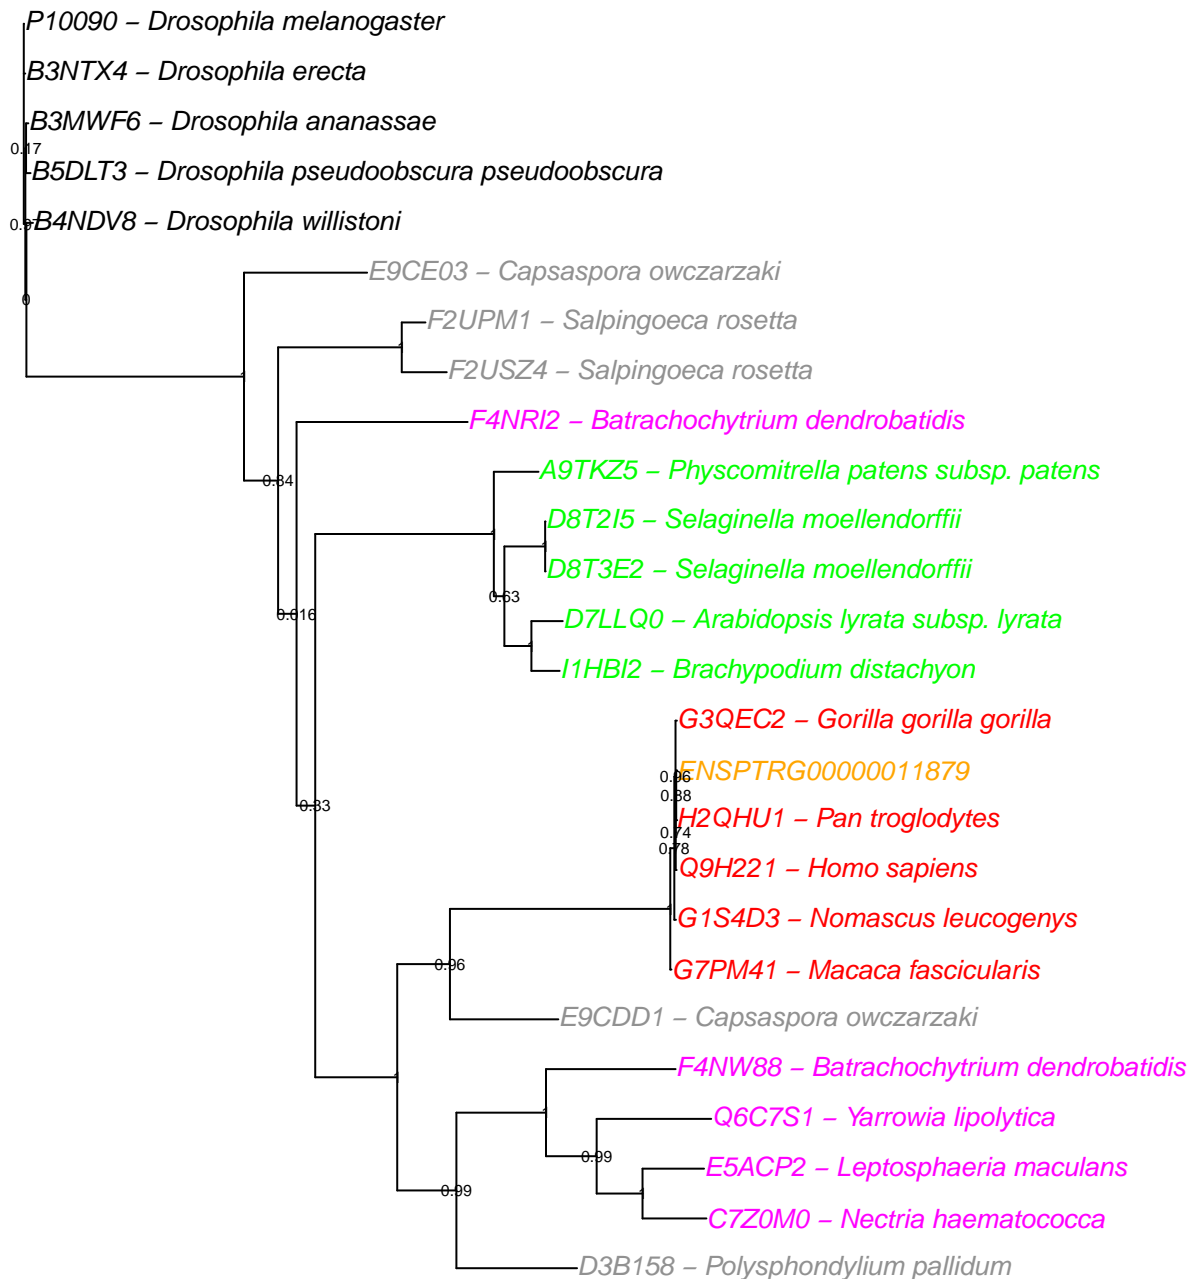 P10090 – Drosophila melanogaster
B3NTX4 – Drosophila erecta
B3MWF6 – Drosophila ananassae
0.17
B5DLT3 – Drosophila pseudoobscura pseudoobscura
0.97
B4NDV8 – Drosophila willistoni
E9CE03 – Capsaspora owczarzaki
0
F2UPM1 – Salpingoeca rosetta
F2USZ4 – Salpingoeca rosetta
F4NRI2 – Batrachochytrium dendrobatidis
A9TKZ5 – Physcomitrella patens subsp. patens
0.84
D8T2I5 – Selaginella moellendorffii
D8T3E2 – Selaginella moellendorffii
0.63
0.016
D7LLQ0 – Arabidopsis lyrata subsp. lyrata
I1HBI2 – Brachypodium distachyon
G3QEC2 – Gorilla gorilla gorilla
ENSPTRG00000011879
0.96
0.88
0.83
H2QHU1 – Pan troglodytes
0.74
0.78
Q9H221 – Homo sapiens
G1S4D3 – Nomascus leucogenys
0.96
G7PM41 – Macaca fascicularis
E9CDD1 – Capsaspora owczarzaki
F4NW88 – Batrachochytrium dendrobatidis
Q6C7S1 – Yarrowia lipolytica
0.99
E5ACP2 – Leptosphaeria maculans
0.99
C7Z0M0 – Nectria haematococca
D3B158 – Polysphondylium pallidum